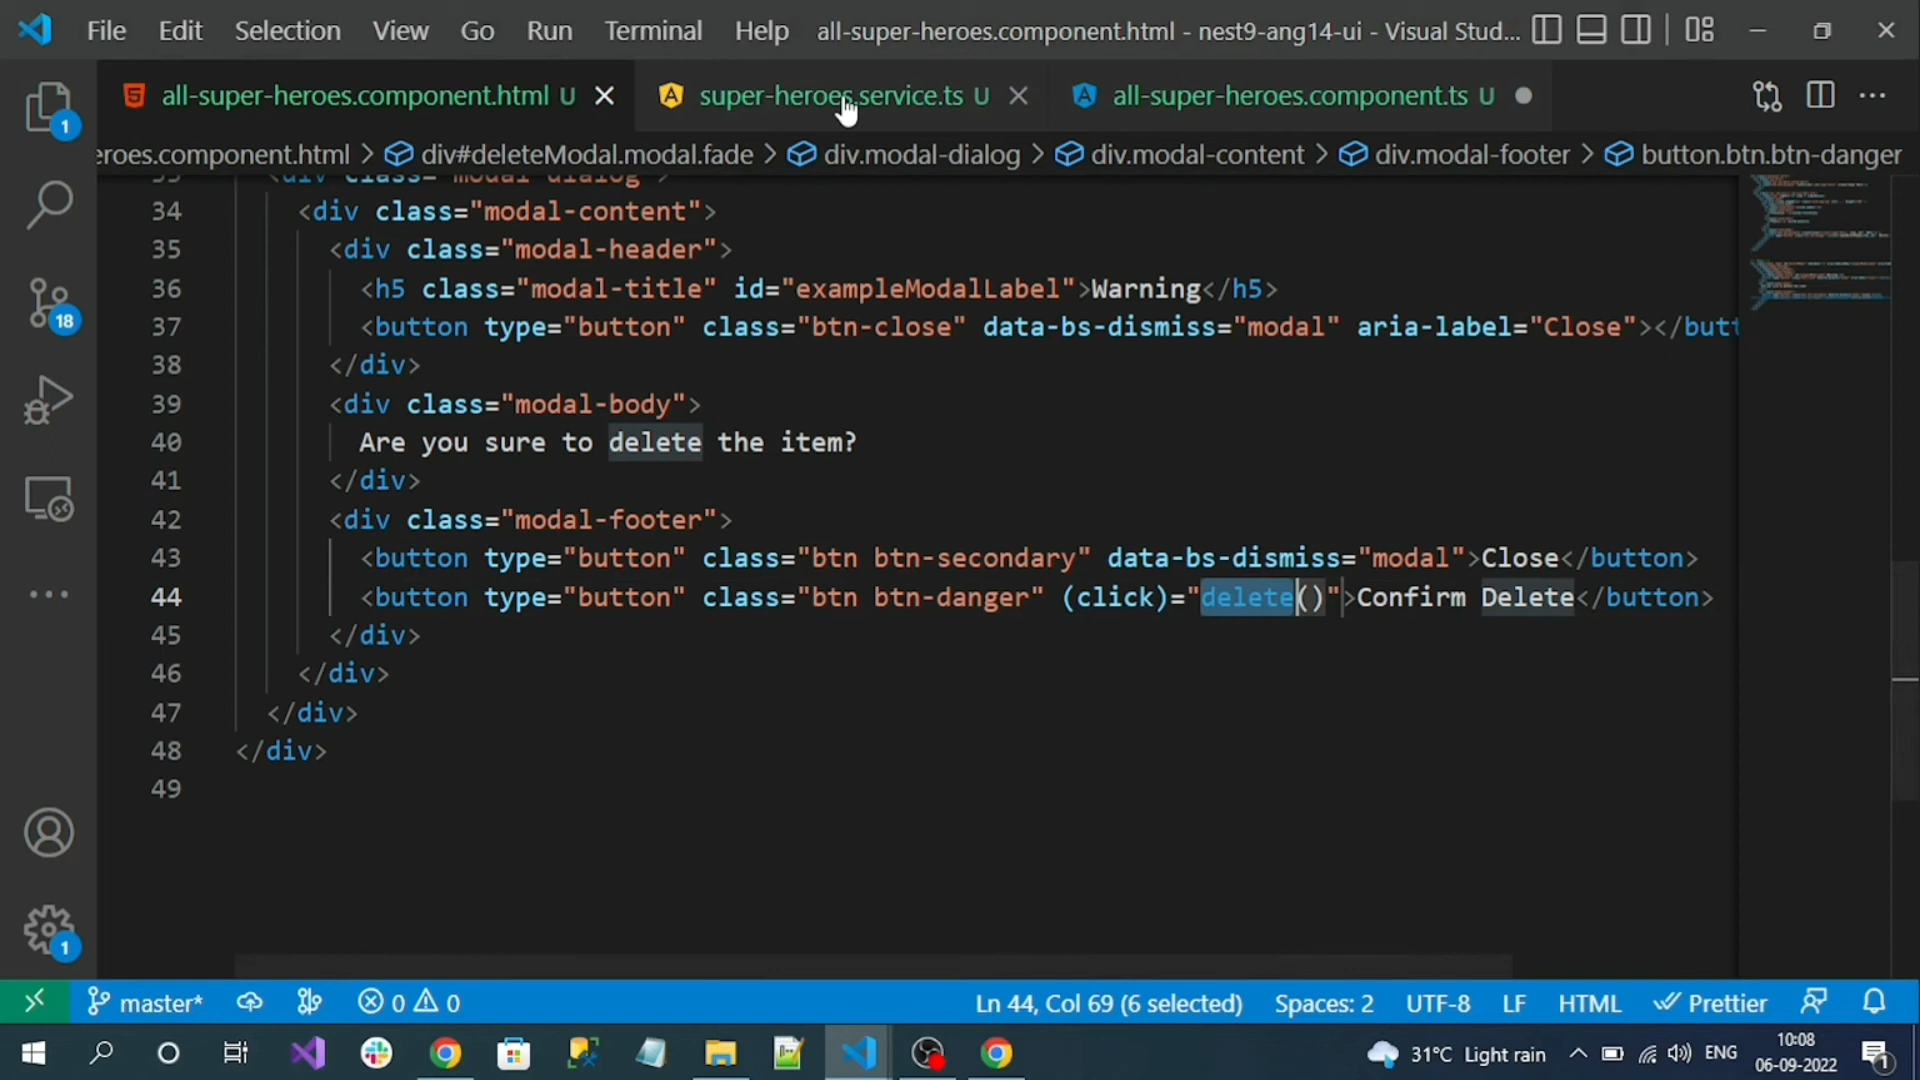 File Edit Selection View Go Run Terminal Help all-super-heroes.component.html - nest9-ang14-ui - Visual Stud...
all-super-heroes.component.html U super-heroes.service.ts U all-super-heroes.component.ts U
eroes.component.html > div#deleteModal.modal.fade > div.modal-dialog > div.modal-content > div.modal-footer > button.btn.btn-danger
34 <div class="modal-content">
35 <div class="modal-header">
36 <h5 class="modal-title" id="exampleModalLabel">Warning</h5>
37 <button type="button" class="btn-close" data-bs-dismiss="modal" aria-label="Close"></butt
38 </div>
39 <div class="modal-body">
40 Are you sure to delete the item?
41 </div>
42 <div class="modal-footer">
43 <button type="button" class="btn btn-secondary" data-bs-dismiss="modal">Close</button>
44 <button type="button" class="btn btn-danger" (click)="delete()">Confirm Delete</button>
45 </div>
46 </div>
47 </div>
48 </div>
49
1
18
1
master* 0 0 Ln 44, Col 69 (6 selected) Spaces: 2 UTF-8 LF HTML Prettier
31°C Light rain ENG 10:08
06-09-2022
1